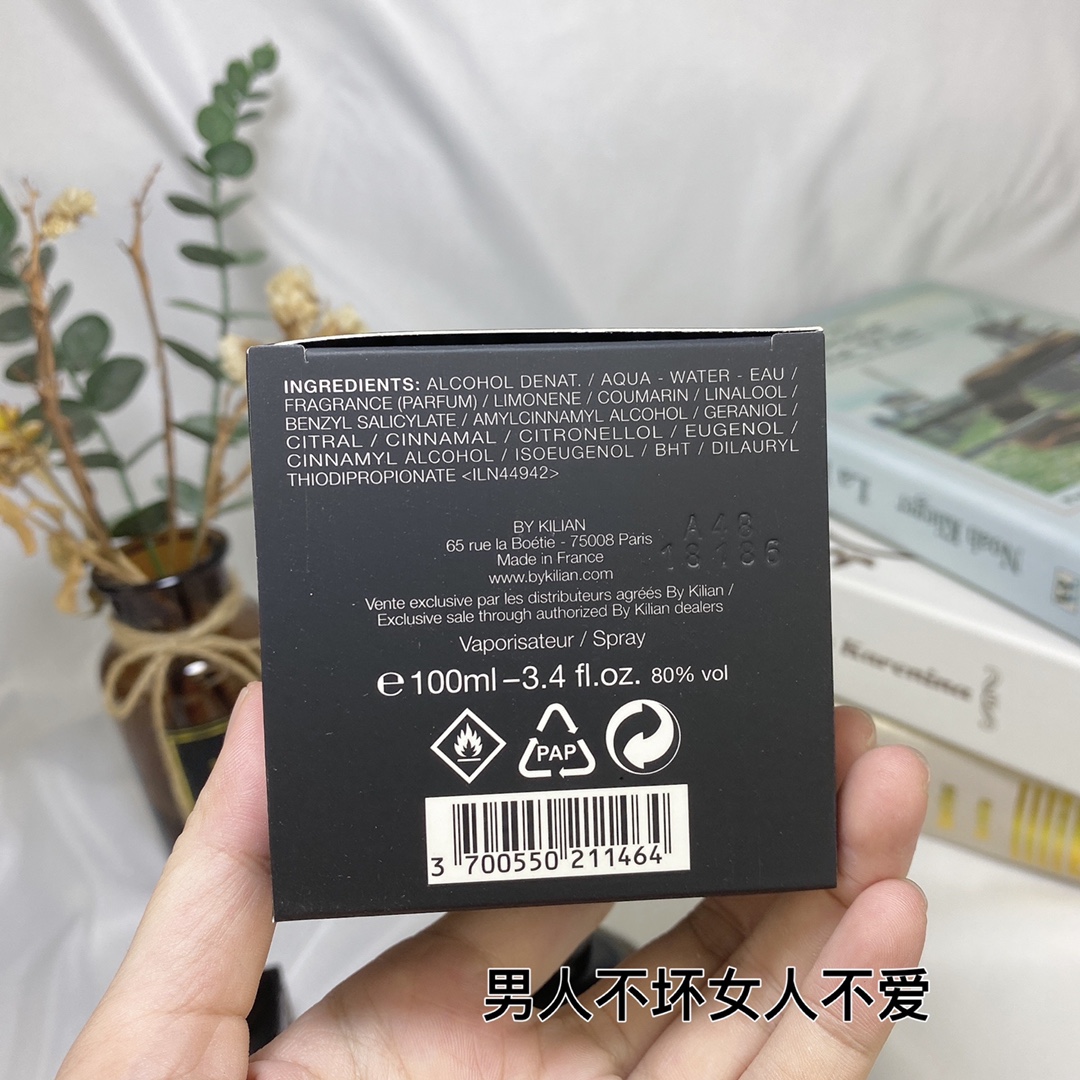 INGREDIENTS: ALCOHOL DENAT. / AQUA - WATER - EAU /
FRAGRANCE (PARFUM) / LIMONENE / COUMARIN / LINALOOL /
BENZYL SALICYLATE / AMYLCINNAMYL ALCOHOL / GERANIOL /
CITRAL / CINNAMAL / CITRONELLOL / EUGENOL /
CINNAMYL ALCOHOL / ISOEUGENOL / BHT / DILAURYL
THIODIPROPIONATE <ILN44942>
BY KILIAN
65 rue la Boétie - 75008 Paris
Made in France
www.bykilian.com
A48
18186
Vente exclusive par les distributeurs agréés By Kilian /
Exclusive sale through authorized By Kilian dealers
Vaporisateur / Spray
℮ 100ml – 3.4 fl.oz. 80% vol
PAP
3 700550 211464
Noah Kluger
La
Karenina
男人不坏女人不爱